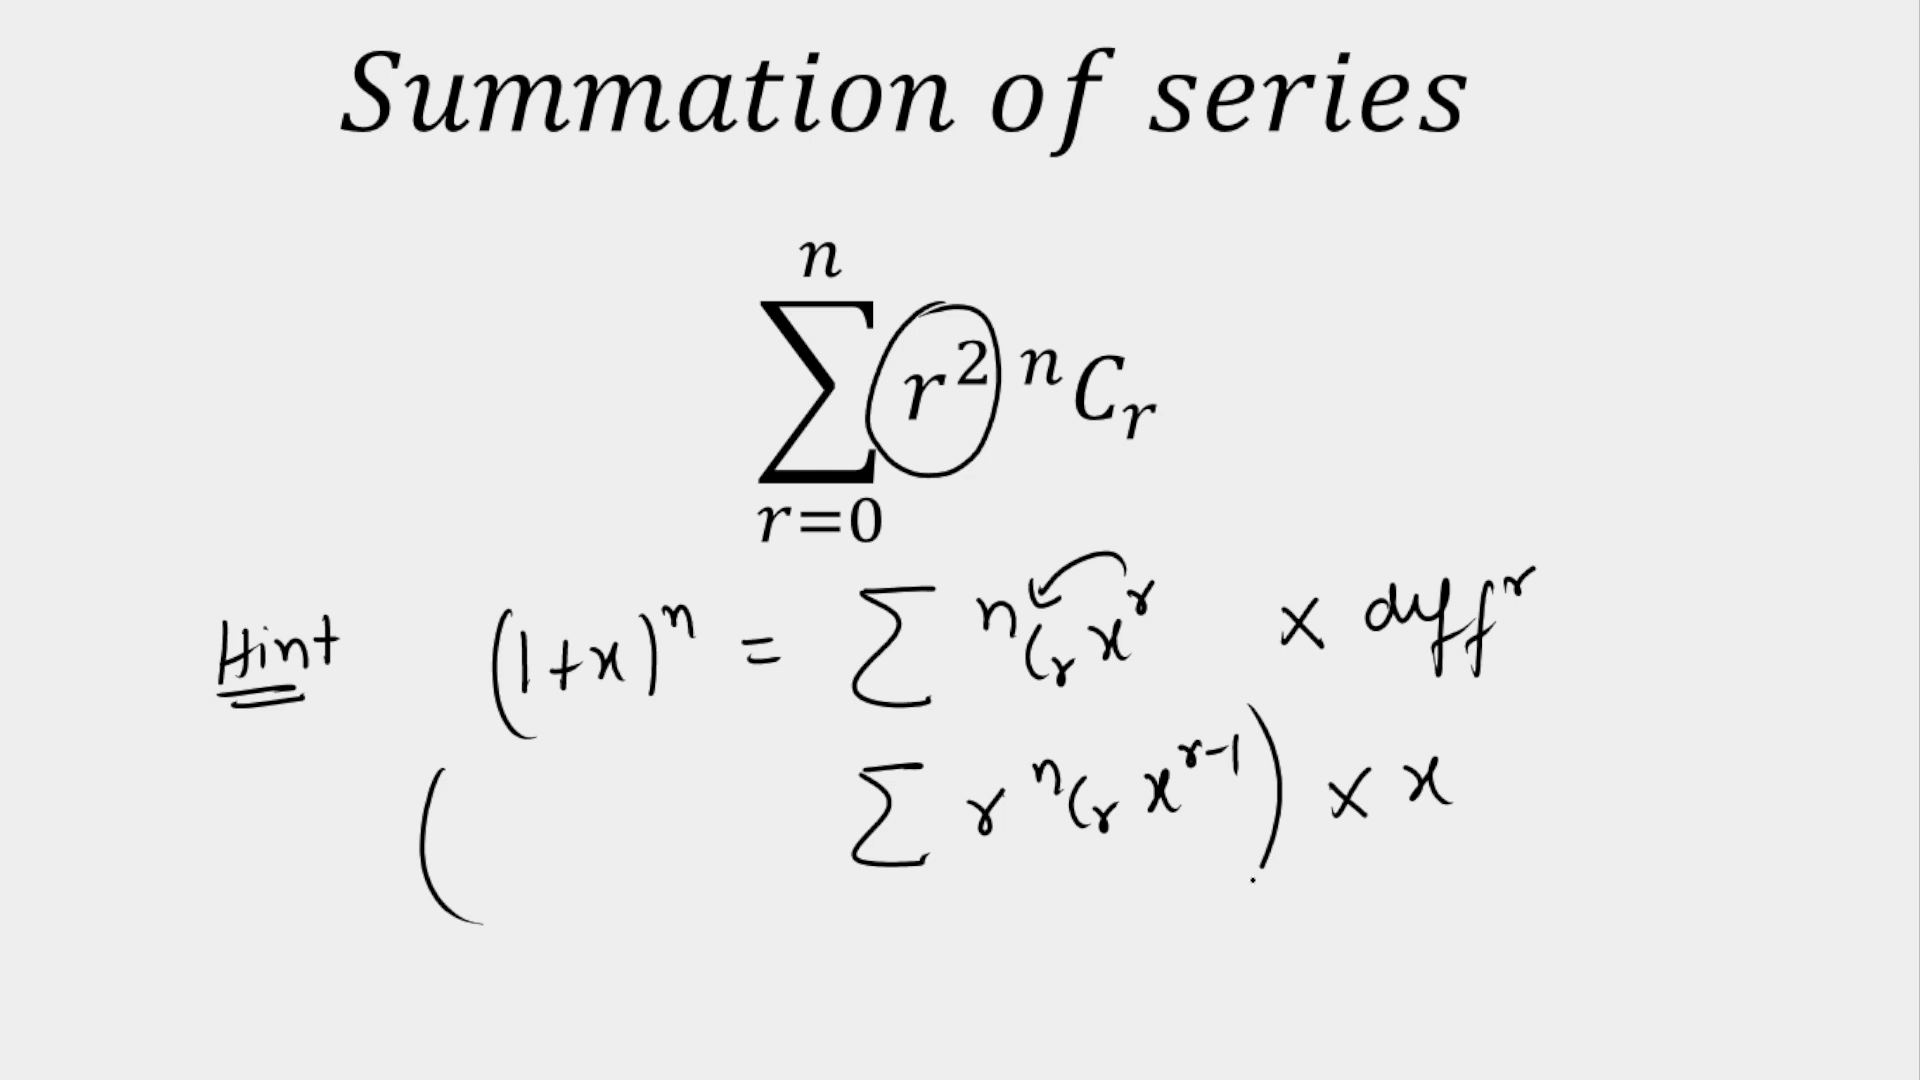 Summation of series
n
∑ r² ⁿCᵣ
r=0
Hint (1+x)ⁿ = ∑ ⁿCᵣ xʳ × diffʳ
( ∑ r ⁿCᵣ xʳ⁻¹ ) × x